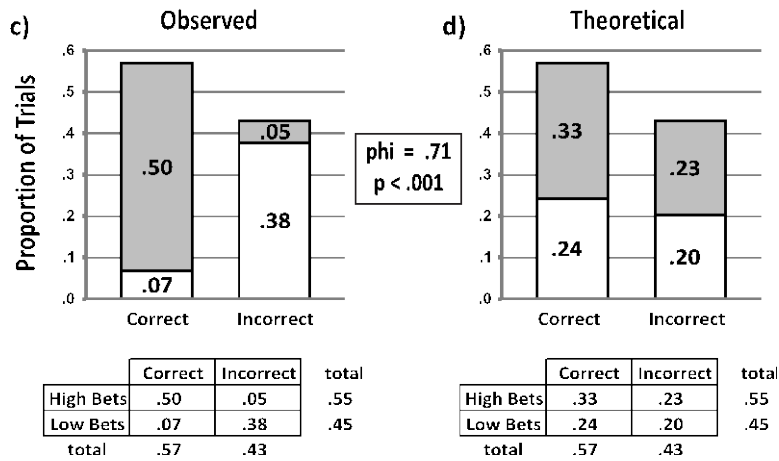 c) Observed
Proportion of Trials
.6
.5
.4
.3
.2
.1
.0
.50
.07
.05
.38
Correct Incorrect
phi = .71
p < .001
d) Theoretical
.6
.5
.4
.3
.2
.1
.0
.33
.24
.23
.20
Correct Incorrect
Correct Incorrect total
High Bets .50 .05 .55
Low Bets .07 .38 .45
total .57 .43
Correct Incorrect total
High Bets .33 .23 .55
Low Bets .24 .20 .45
total .57 .43